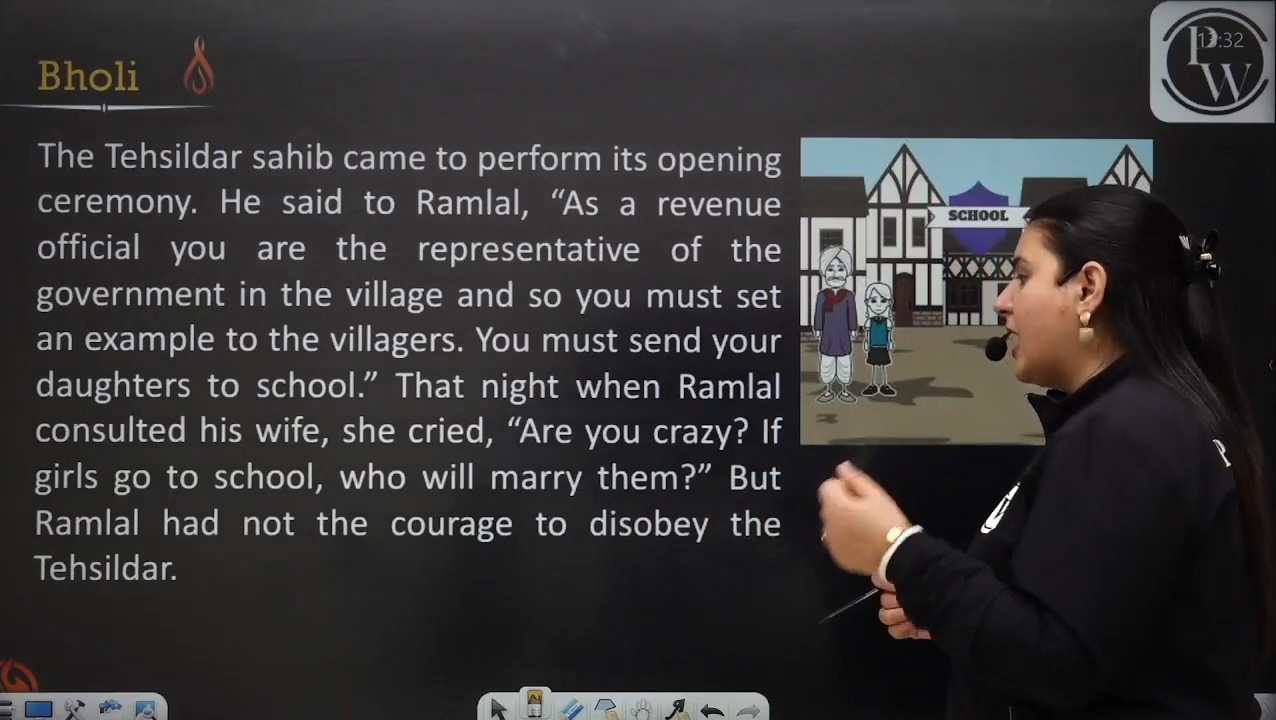 Bholi
13:32
P
W
The Tehsildar sahib came to perform its opening
ceremony. He said to Ramlal, “As a revenue
official you are the representative of the
government in the village and so you must set
an example to the villagers. You must send your
daughters to school.” That night when Ramlal
consulted his wife, she cried, “Are you crazy? If
girls go to school, who will marry them?” But
Ramlal had not the courage to disobey the
Tehsildar.
SCHOOL